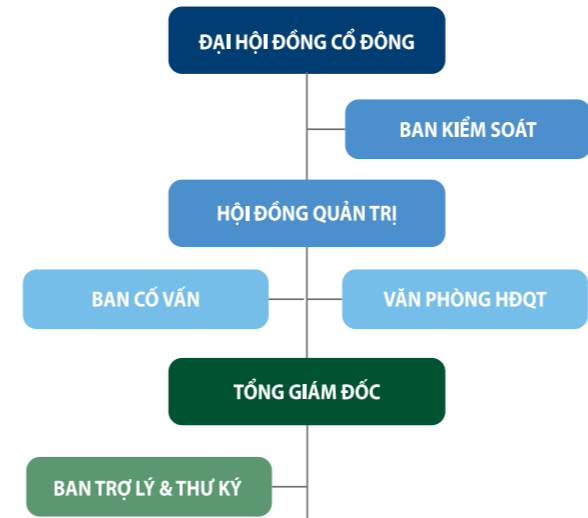 ĐẠI HỘI ĐỒNG CỔ ĐÔNG
BAN KIỂM SOÁT
HỘI ĐỒNG QUẢN TRỊ
BAN CỐ VẤN
VĂN PHÒNG HĐQT
TỔNG GIÁM ĐỐC
BAN TRỢ LÝ & THƯ KÝ